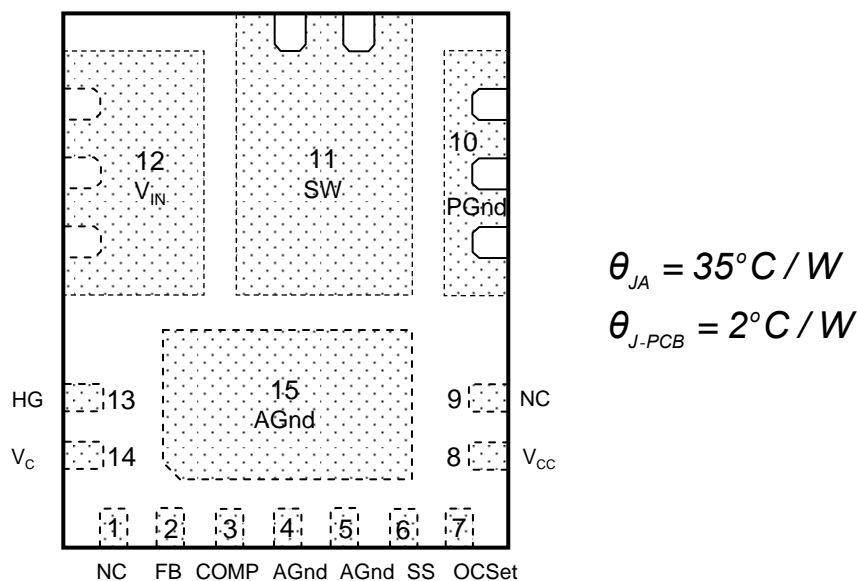 12
V_IN
11
SW
10
PGnd
θ_JA = 35°C / W
θ_J-PCB = 2°C / W
15
AGnd
HG 13
9 NC
V_C 14
8 V_CC
1 2 3 4 5 6 7
NC FB COMP AGnd AGnd SS OCSet